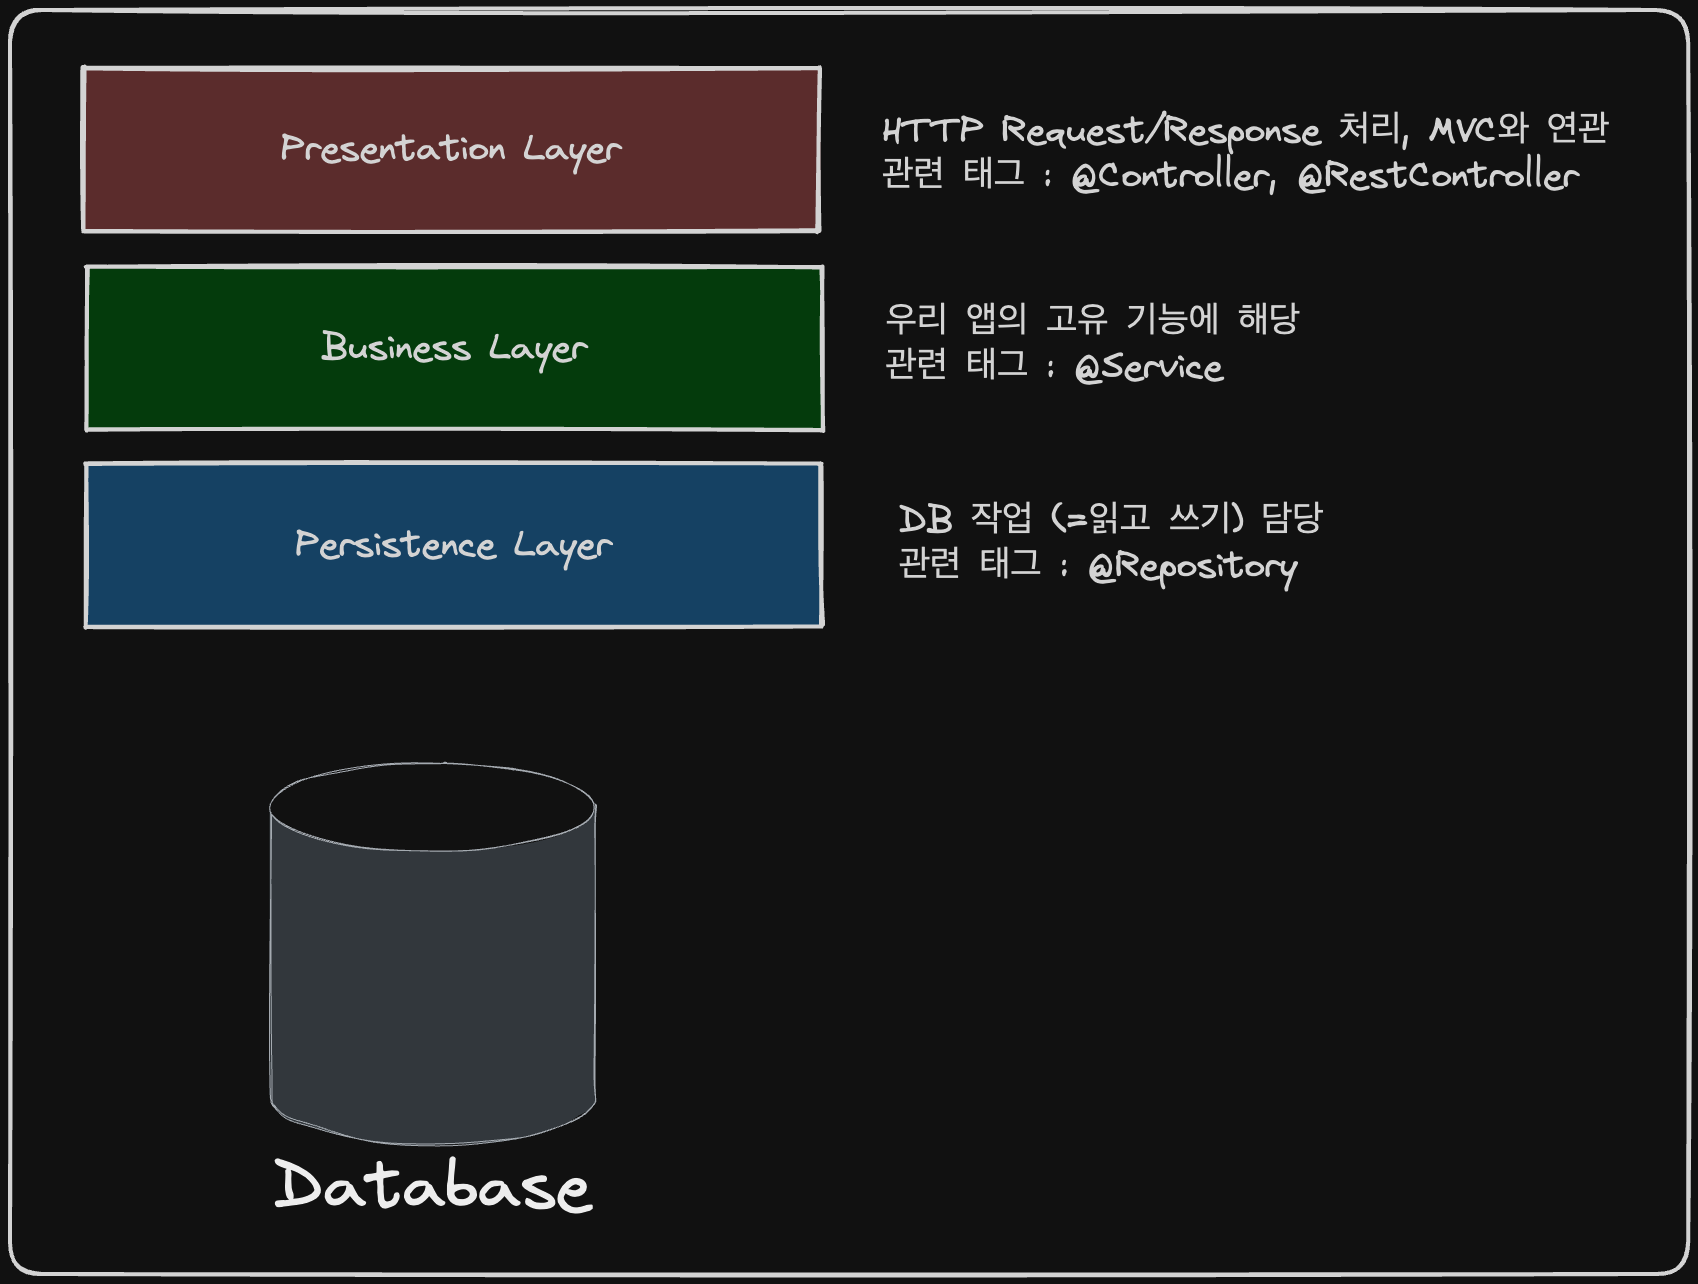 Presentation Layer
HTTP Request/Response 처리, MVC와 연관
관련 태그 : @Controller, @RestController
Business Layer
우리 앱의 고유 기능에 해당
관련 태그 : @Service
Persistence Layer
DB 작업 (=읽고 쓰기) 담당
관련 태그 : @Repository
Database